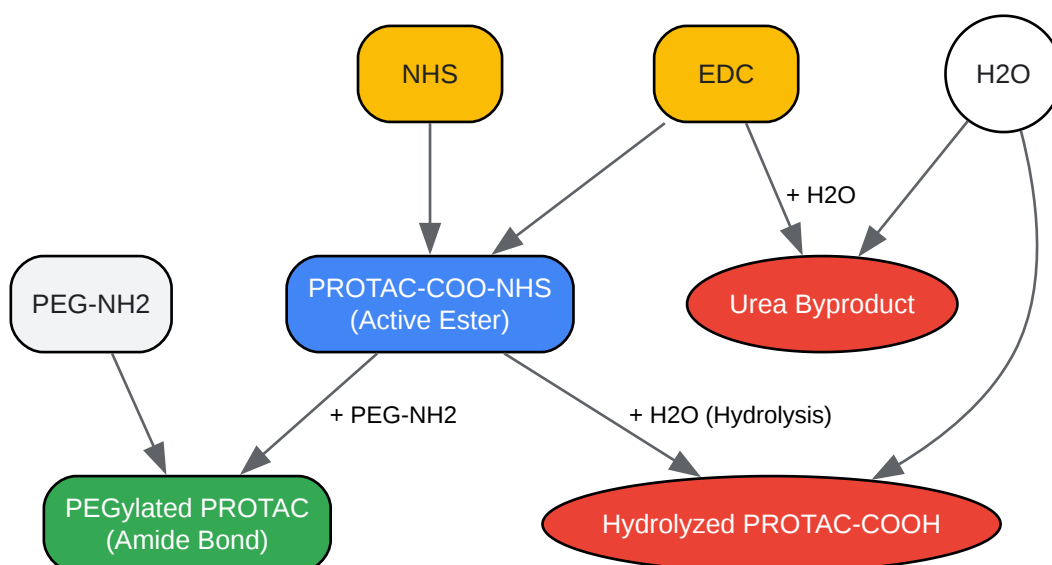 NHS
EDC
H2O
+ H2O
PEG-NH2
PROTAC-COO-NHS
(Active Ester)
Urea Byproduct
+ PEG-NH2
+ H2O (Hydrolysis)
PEGylated PROTAC
(Amide Bond)
Hydrolyzed PROTAC-COOH